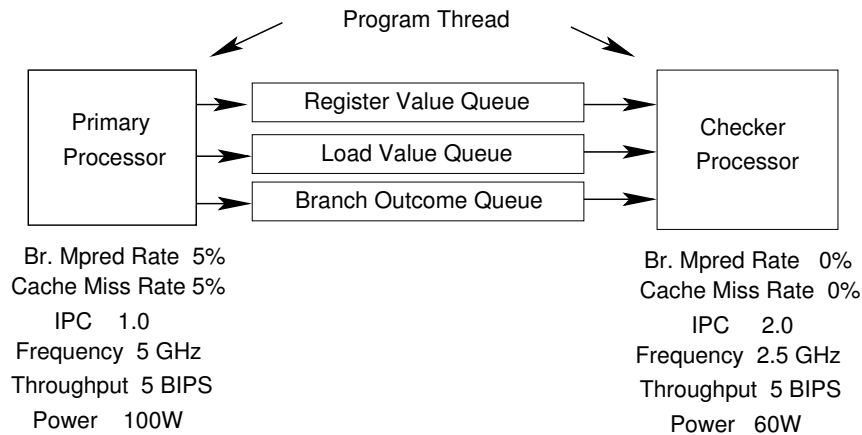 Program Thread
Primary
Processor
Register Value Queue
Load Value Queue
Branch Outcome Queue
Checker
Processor
Br. Mpred Rate 5%
Cache Miss Rate 5%
IPC 1.0
Frequency 5 GHz
Throughput 5 BIPS
Power 100W
Br. Mpred Rate 0%
Cache Miss Rate 0%
IPC 2.0
Frequency 2.5 GHz
Throughput 5 BIPS
Power 60W